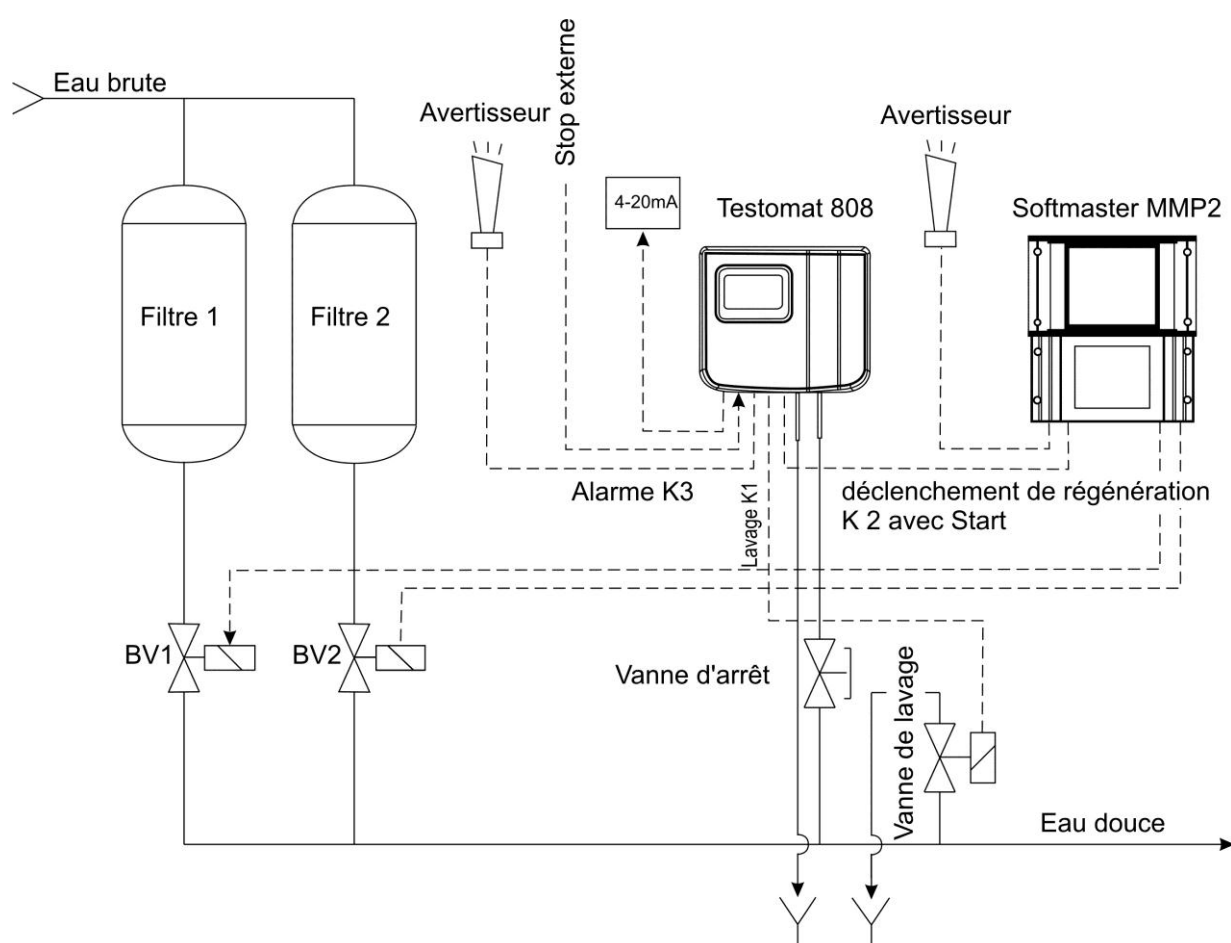 Eau brute
Avertisseur
Stop externe
Avertisseur
4-20mA
Testomat 808
Softmaster MMP2
Filtre 1
Filtre 2
Alarme K3
Lavage K1
déclenchement de régénération
K 2 avec Start
BV1
BV2
Vanne d'arrêt
Vanne de lavage
Eau douce